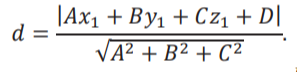 d = |Ax₁ + By₁ + Cz₁ + D| / √A² + B² + C² .